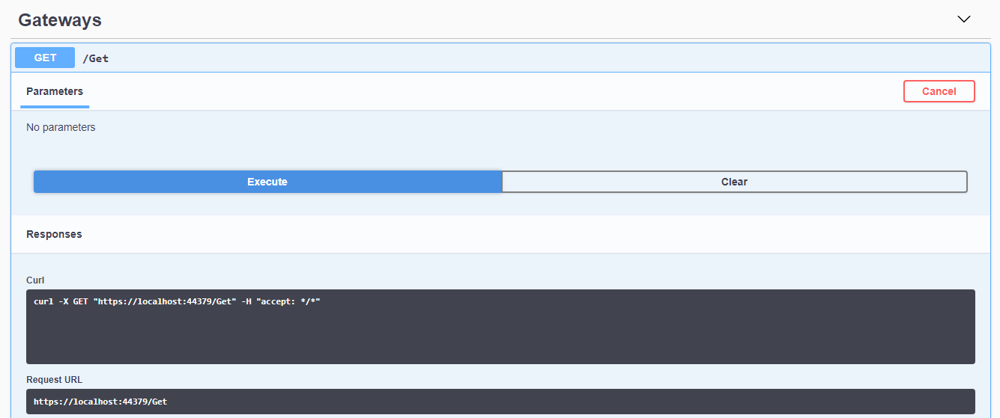 Gateways
GET /Get
Parameters Cancel
No parameters
Execute Clear
Responses
Curl
curl -X GET "https://localhost:44379/Get" -H "accept: */*"
Request URL
https://localhost:44379/Get